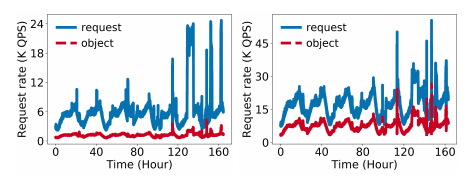 24
18
12
6
0
Request rate (K QPS)
request
object
0 40 80 120 160
Time (Hour)
45
30
15
0
Request rate (K QPS)
request
object
0 40 80 120 160
Time (Hour)